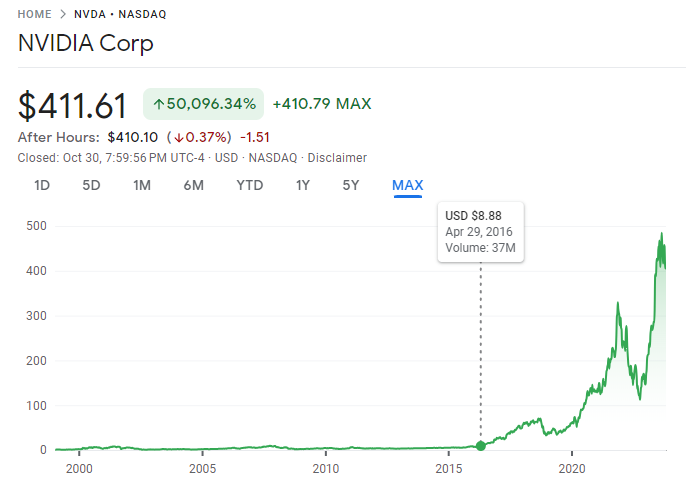 HOME > NVDA • NASDAQ
NVIDIA Corp
$411.61 ↑50,096.34% +410.79 MAX
After Hours: $410.10 (↓0.37%) -1.51
Closed: Oct 30, 7:59:56 PM UTC-4 · USD · NASDAQ · Disclaimer
1D 5D 1M 6M YTD 1Y 5Y MAX
USD $8.88
Apr 29, 2016
Volume: 37M
500
400
300
200
100
0
2000 2005 2010 2015 2020